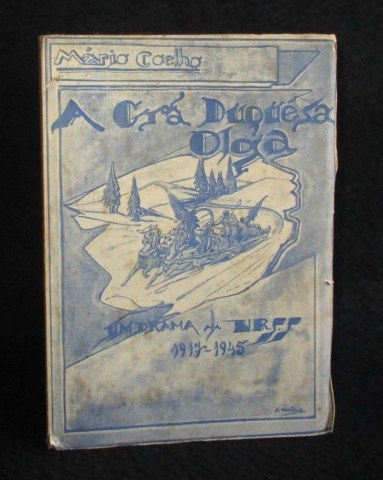 Mário Coelho
A Grã Duquesa
Olga
UM DRAMA da U.R.S.S
1917-1945